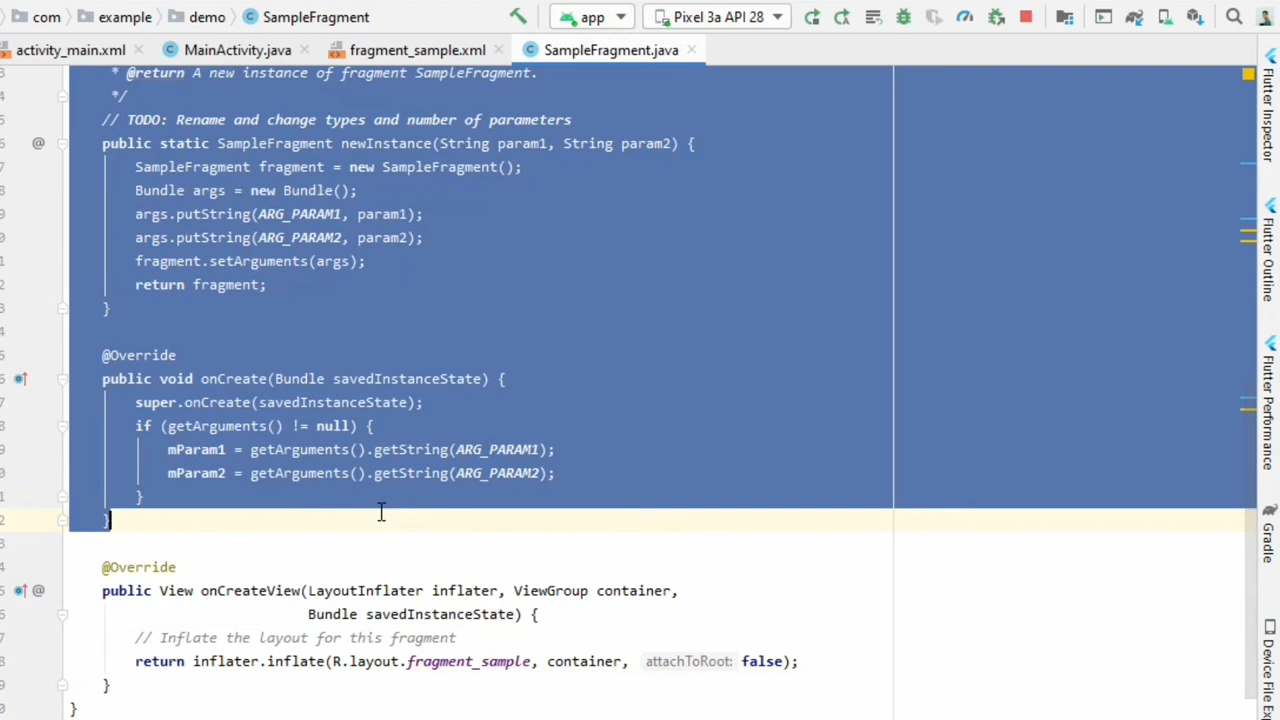 com example demo SampleFragment app Pixel 3a API 28
activity_main.xml MainActivity.java fragment_sample.xml SampleFragment.java
* @return A new instance of fragment SampleFragment.
*/
// TODO: Rename and change types and number of parameters
public static SampleFragment newInstance(String param1, String param2) {
SampleFragment fragment = new SampleFragment();
Bundle args = new Bundle();
args.putString(ARG_PARAM1, param1);
args.putString(ARG_PARAM2, param2);
fragment.setArguments(args);
return fragment;
}
@Override
public void onCreate(Bundle savedInstanceState) {
super.onCreate(savedInstanceState);
if (getArguments() != null) {
mParam1 = getArguments().getString(ARG_PARAM1);
mParam2 = getArguments().getString(ARG_PARAM2);
}
}
@Override
public View onCreateView(LayoutInflater inflater, ViewGroup container,
Bundle savedInstanceState) {
// Inflate the layout for this fragment
return inflater.inflate(R.layout.fragment_sample, container, attachToRoot: false);
}
}
Flutter Inspector
Flutter Outline
Flutter Performance
Gradle
Device File Ex